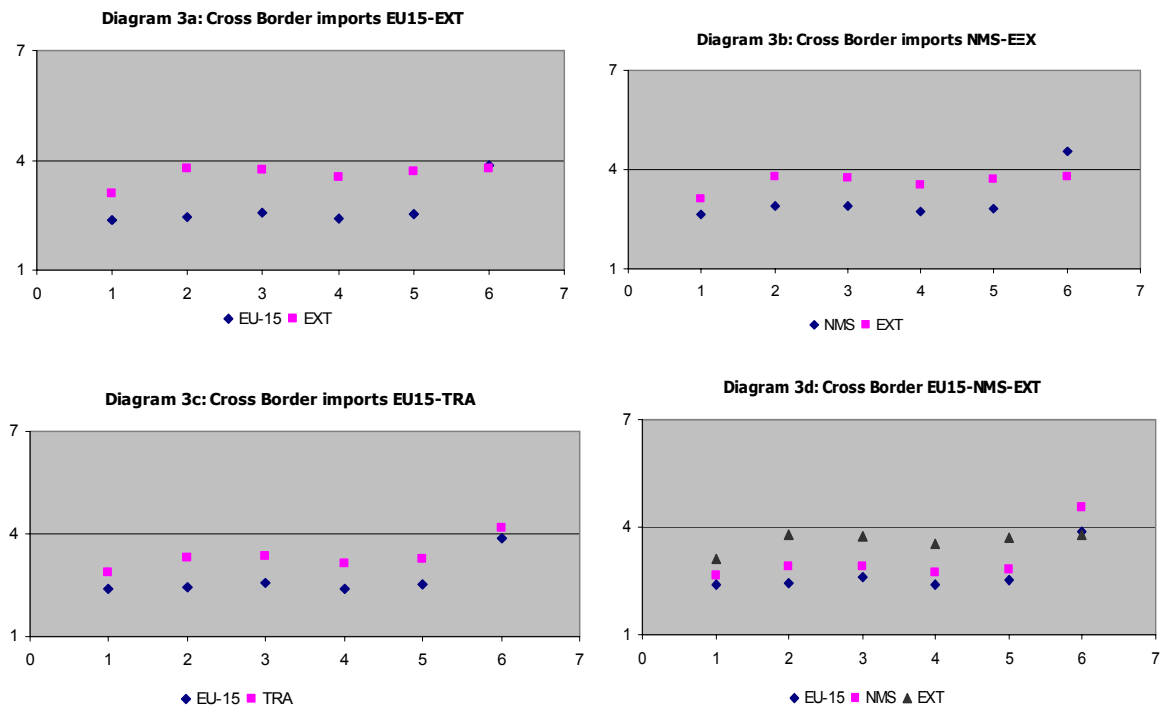 Diagram 3a: Cross Border imports EU15-EXT
7
4
1
0 1 2 3 4 5 6 7
EU-15 EXT
Diagram 3b: Cross Border imports NMS-EΞX
7
4
1
0 1 2 3 4 5 6 7
NMS EXT
Diagram 3c: Cross Border imports EU15-TRA
7
4
1
0 1 2 3 4 5 6 7
EU-15 TRA
Diagram 3d: Cross Border EU15-NMS-EXT
7
4
1
0 1 2 3 4 5 6 7
EU-15 NMS EXT